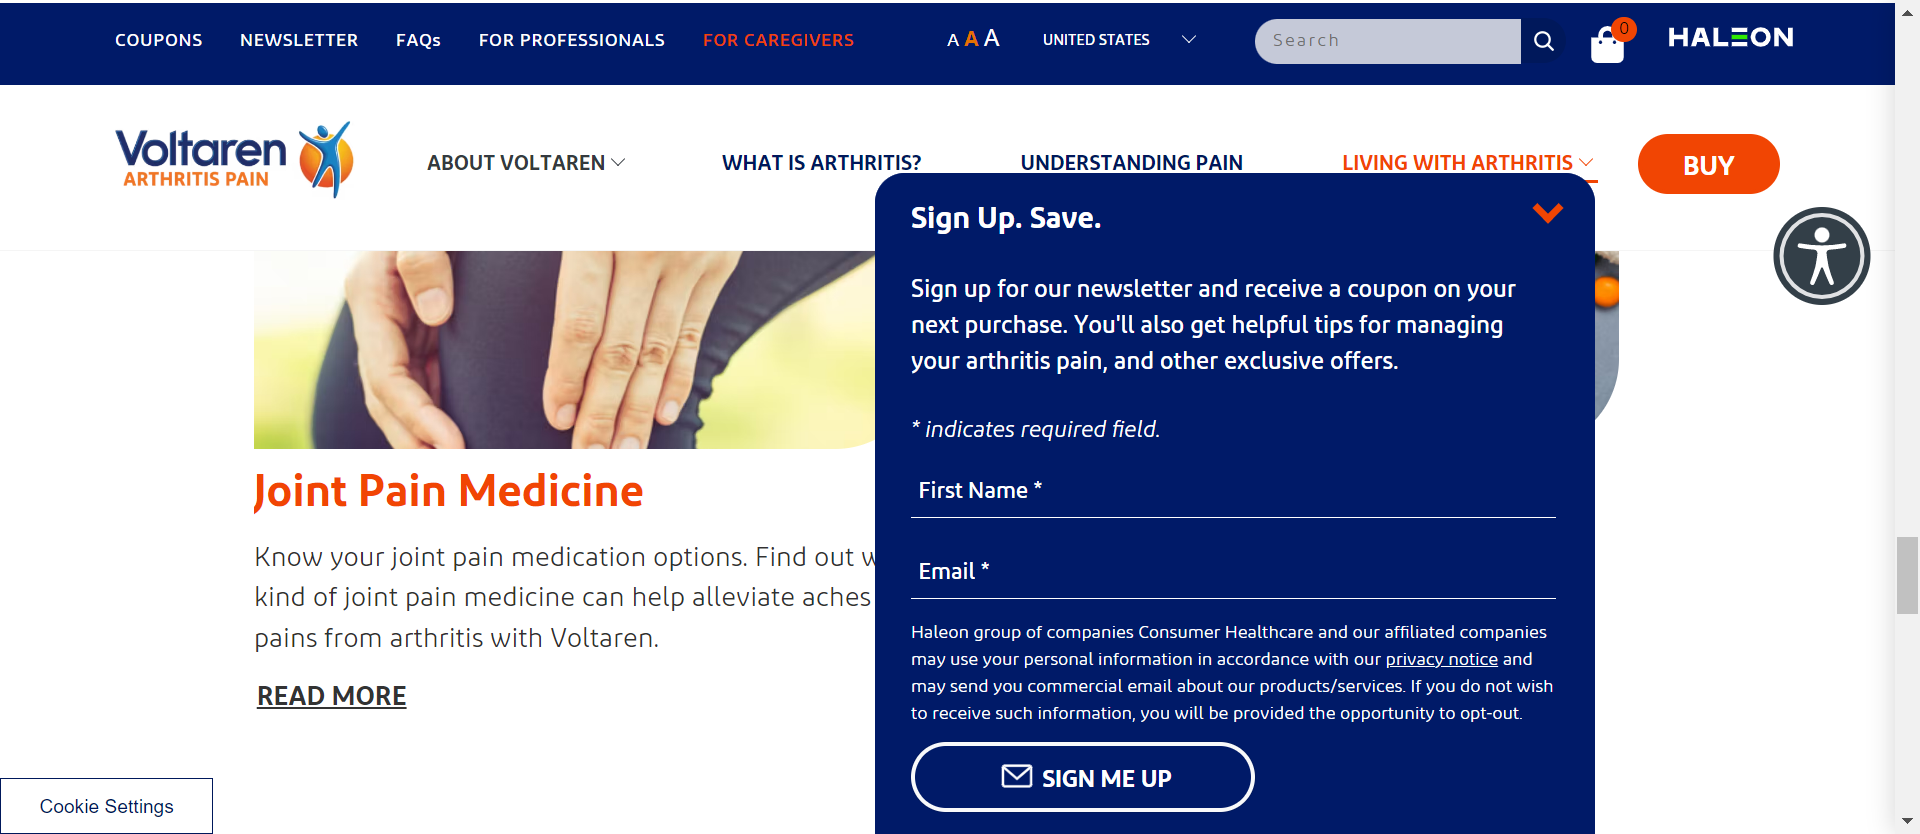 COUPONS NEWSLETTER FAQs FOR PROFESSIONALS FOR CAREGIVERS A A A UNITED STATES Search 0 HALEON
Voltaren
ARTHRITIS PAIN
ABOUT VOLTAREN WHAT IS ARTHRITIS? UNDERSTANDING PAIN LIVING WITH ARTHRITIS BUY
Joint Pain Medicine
Know your joint pain medication options. Find out
kind of joint pain medicine can help alleviate aches
pains from arthritis with Voltaren.
READ MORE
Sign Up. Save.
Sign up for our newsletter and receive a coupon on your
next purchase. You'll also get helpful tips for managing
your arthritis pain, and other exclusive offers.
* indicates required field.
First Name *
Email *
Haleon group of companies Consumer Healthcare and our affiliated companies
may use your personal information in accordance with our privacy notice and
may send you commercial email about our products/services. If you do not wish
to receive such information, you will be provided the opportunity to opt-out.
SIGN ME UP
Cookie Settings